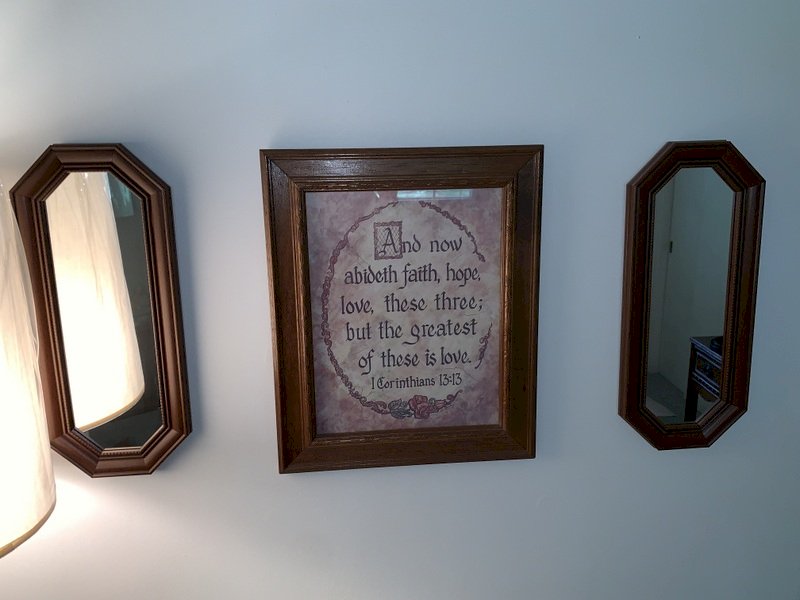 And now
abideth faith, hope,
love, these three;
but the greatest
of these is love.
I Corinthians 13:13